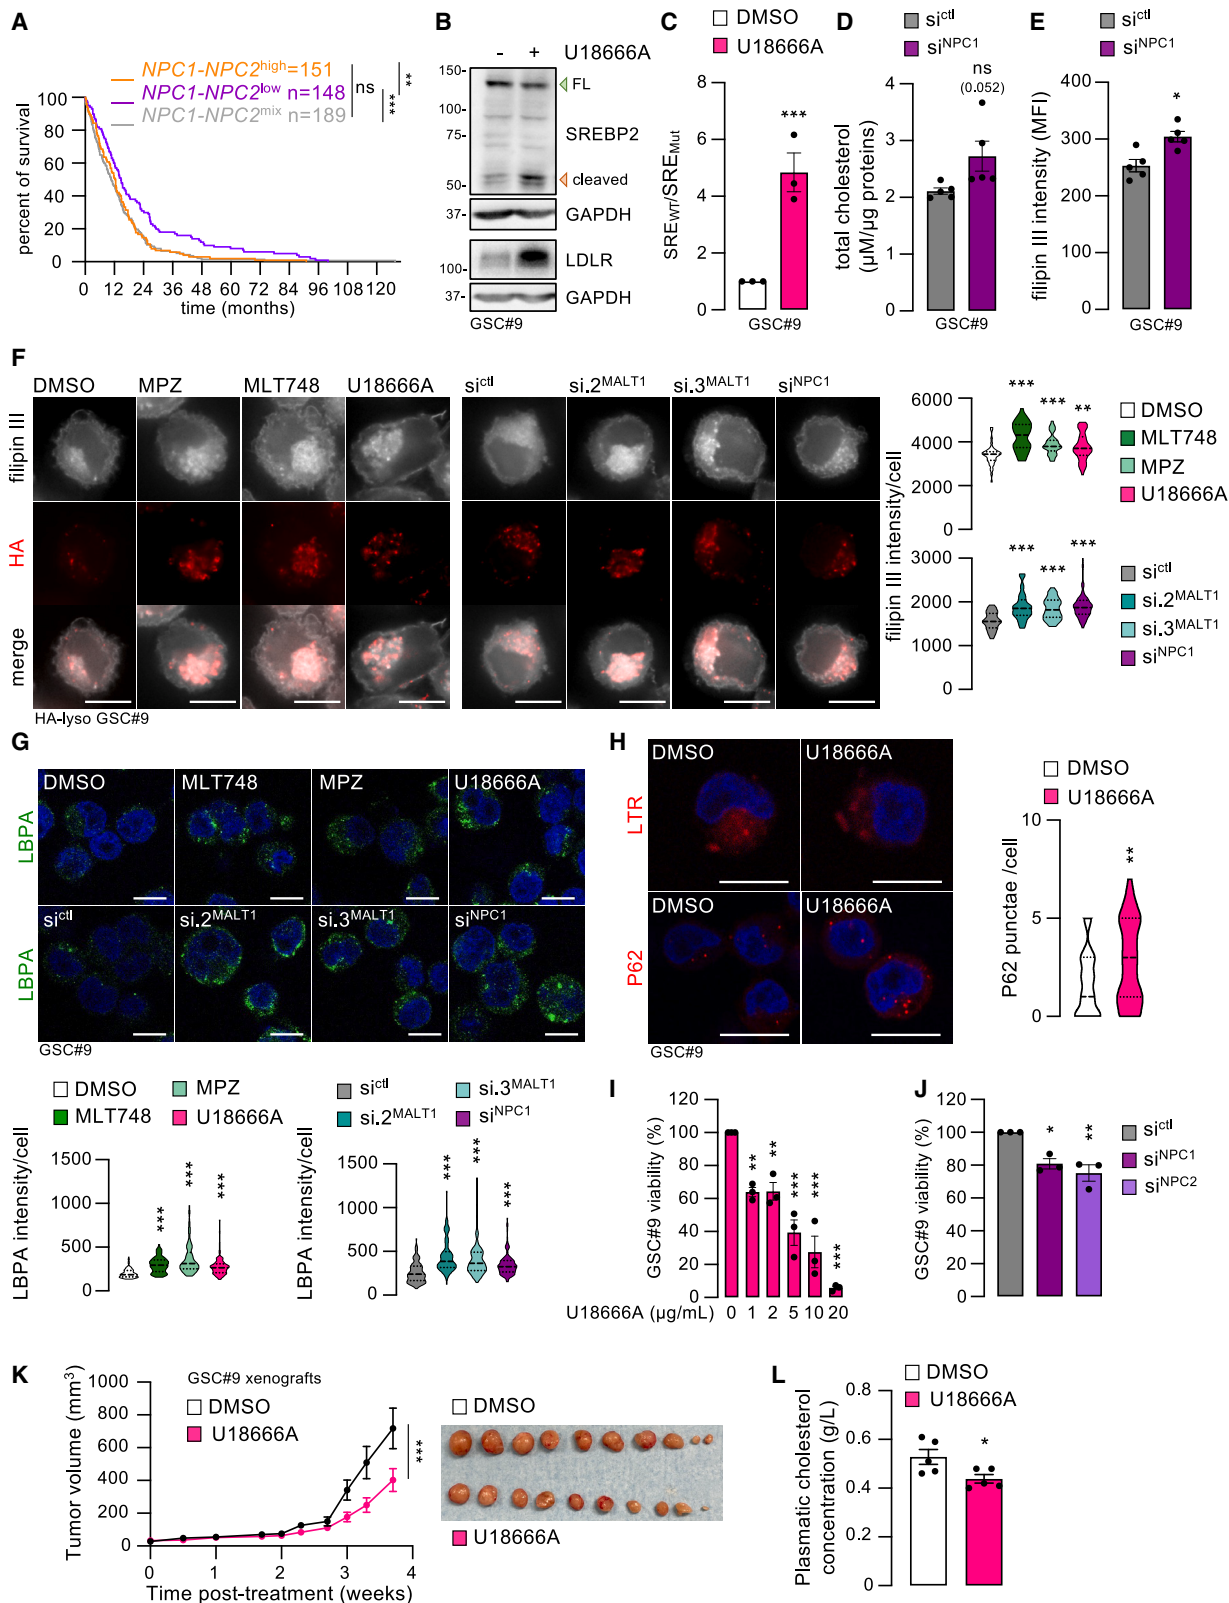 A
NPC1-NPC2high=151
NPC1-NPC2low n=148
NPC1-NPC2mix n=189
ns
**
***
percent of survival
100
80
60
40
20
0
0 12 24 36 48 60 72 84 96 108 120
time (months)
B
- + U18666A
150-
100-
75-
50-
FL
SREBP2
cleaved
37-
GAPDH
100-
LDLR
37-
GAPDH
GSC#9
C
DMSO
U18666A
***
SREWT/SREMut
8
6
4
2
0
GSC#9
D
sictl
siNPC1
ns
(0.052)
total cholesterol
(µM/µg proteins)
4
3
2
1
0
GSC#9
E
sictl
siNPC1
*
filipin III intensity (MFI)
400
300
200
100
0
GSC#9
F
DMSO MPZ MLT748 U18666A sictl si.2MALT1 si.3MALT1 siNPC1
filipin III
HA
merge
HA-lyso GSC#9
filipin III intensity/cell
6000
4000
2000
0
*** *** **
DMSO
MLT748
MPZ
U18666A
3000
2000
1000
0
*** *** ***
sictl
si.2MALT1
si.3MALT1
siNPC1
G
DMSO MLT748 MPZ U18666A
LBPA
sictl si.2MALT1 si.3MALT1 siNPC1
LBPA
GSC#9
DMSO MPZ
MLT748 U18666A
LBPA intensity/cell
1500
1000
500
0
*** *** ***
sictl si.3MALT1
si.2MALT1 siNPC1
LBPA intensity/cell
1500
1000
500
0
*** *** ***
H
DMSO U18666A
LTR
DMSO U18666A
P62
GSC#9
DMSO
U18666A
P62 punctae /cell
10
5
0
**
I
GSC#9 viability (%)
120
100
80
60
40
20
0
** ** *** *** ***
U18666A (µg/mL) 0 1 2 5 10 20
J
GSC#9 viability (%)
120
100
80
60
40
20
0
* **
sictl
siNPC1
siNPC2
K
GSC#9 xenografts
DMSO
U18666A
Tumor volume (mm3)
1000
800
600
400
200
0
***
0 1 2 3 4
Time post-treatment (weeks)
DMSO
U18666A
L
DMSO
U18666A
Plasmatic cholesterol
concentration (g/L)
0.8
0.6
0.4
0.2
0
*